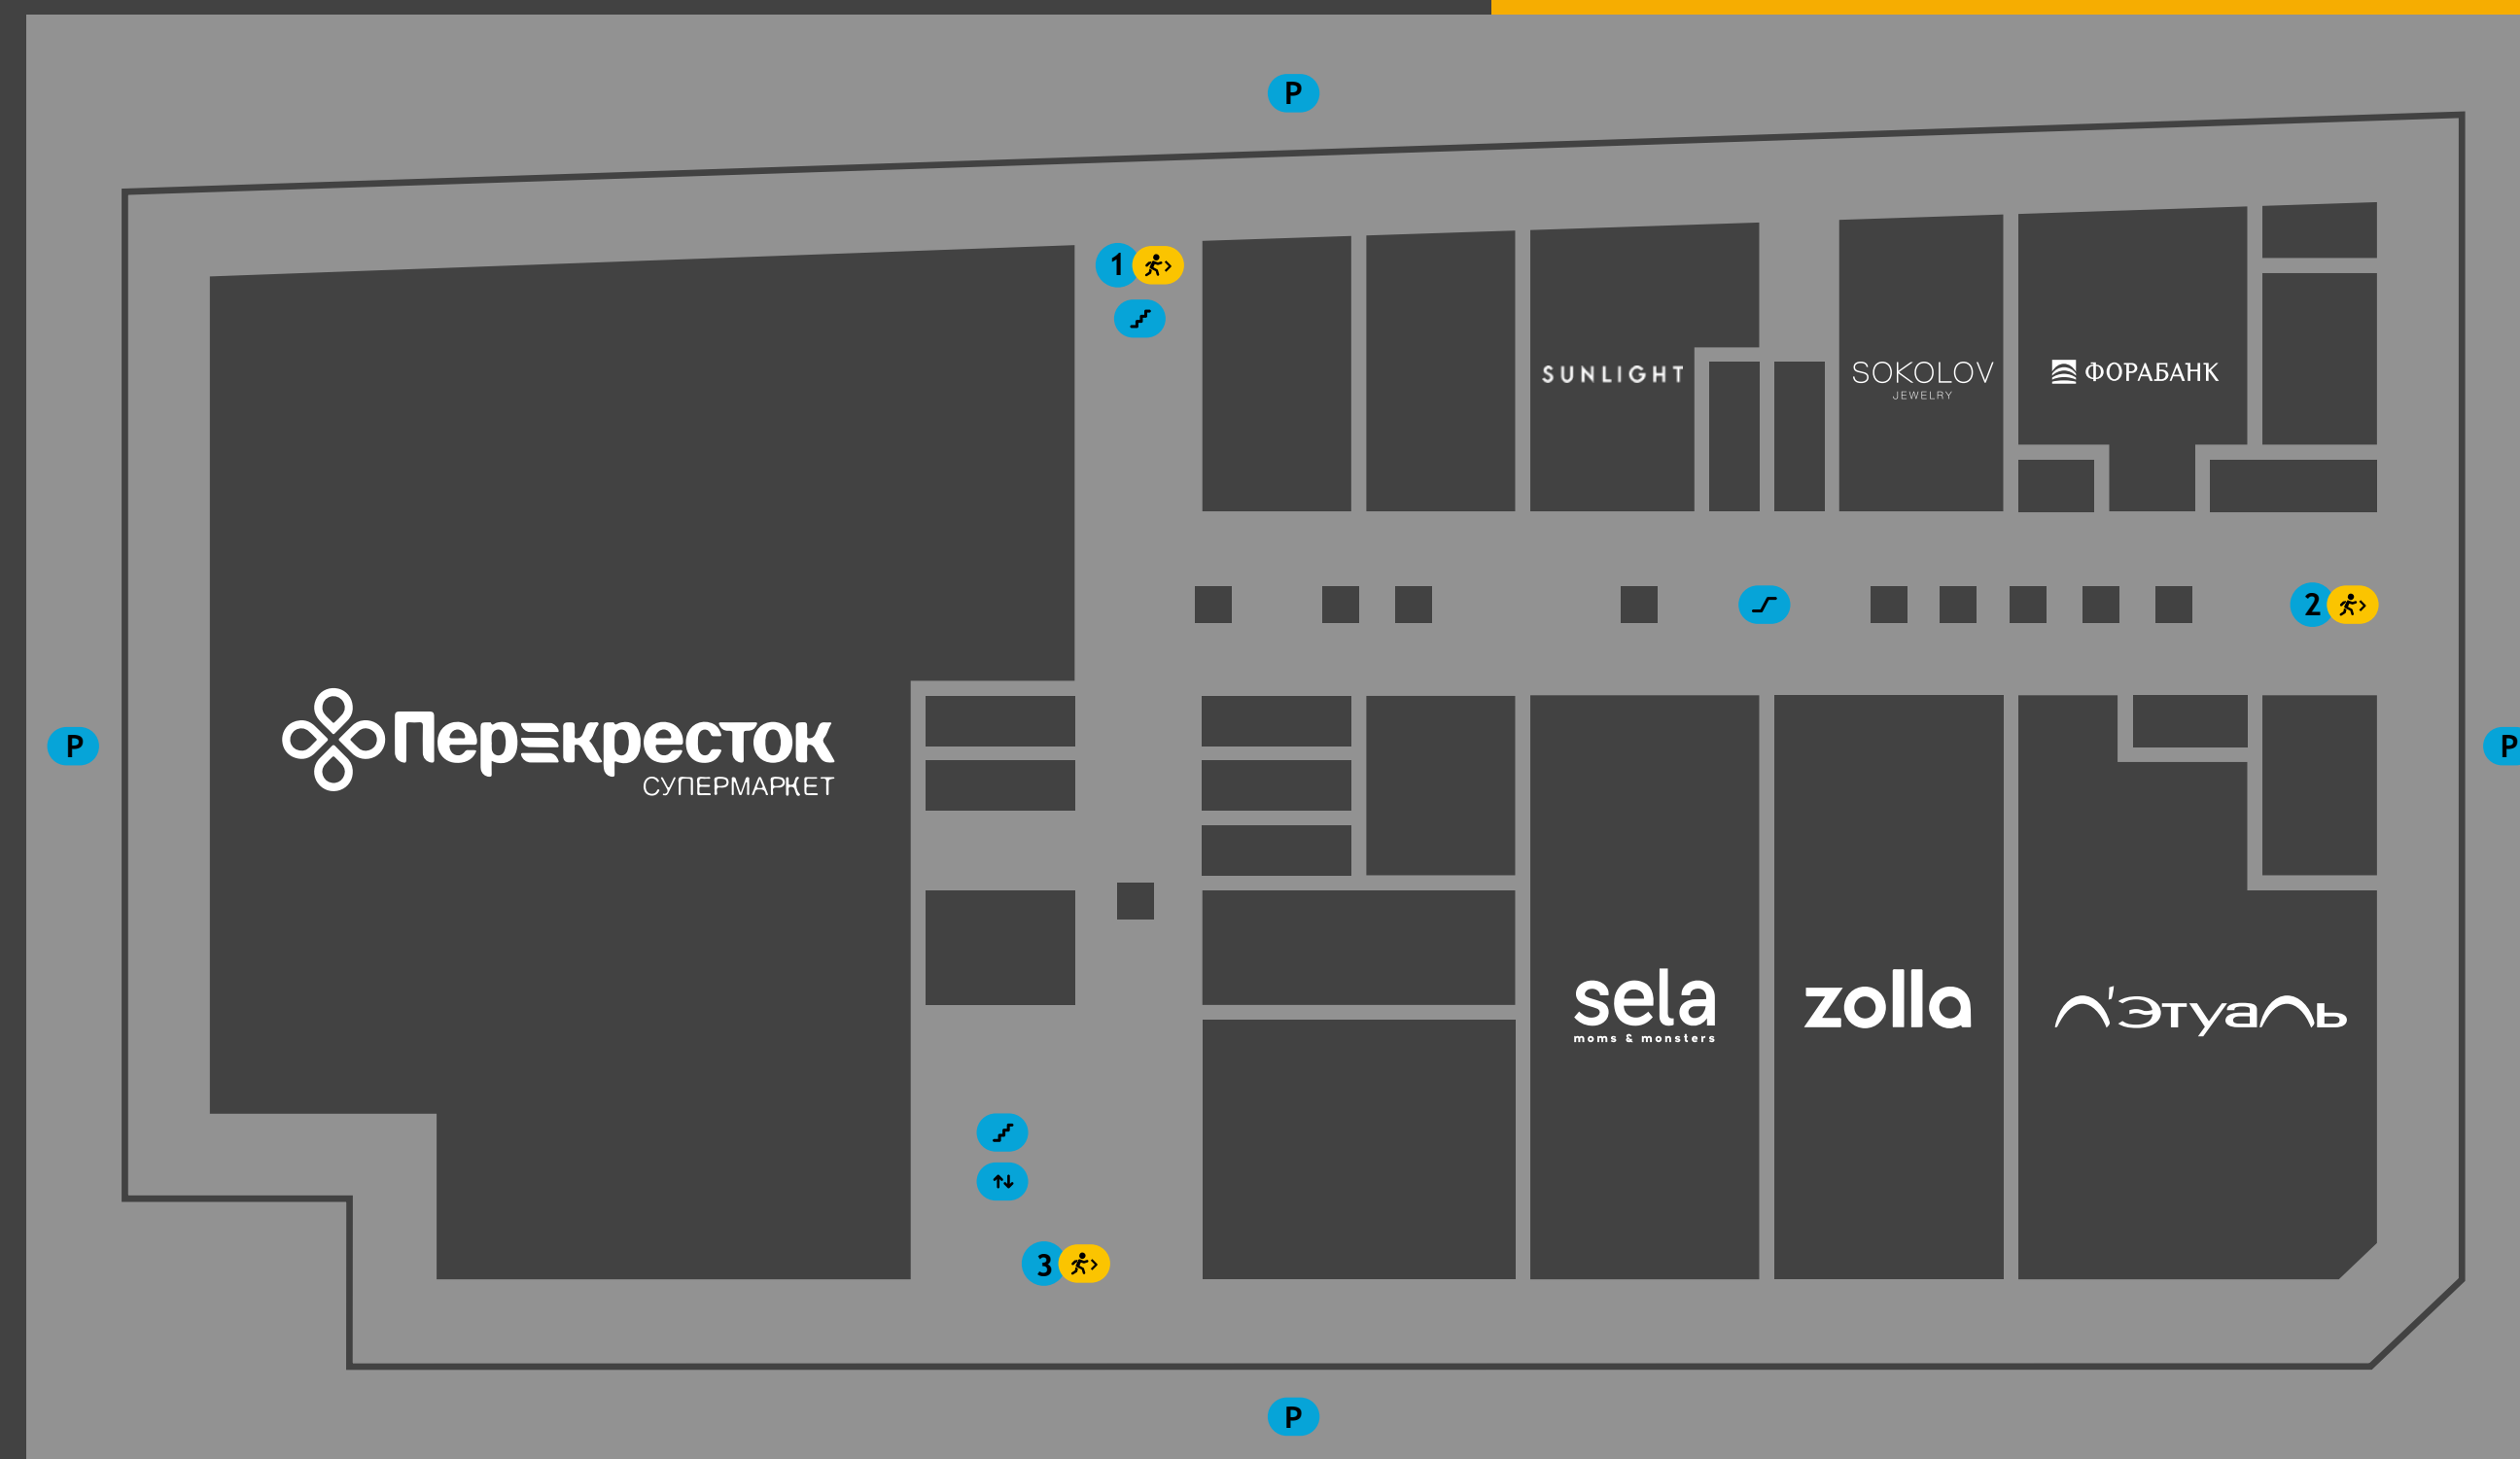 P
1
SUNLIGHT
SOKOLOV
JEWELRY
ФОРАБАНК
2
P
Перекресток
СУПЕРМАРКЕТ
P
sela
moms & monsters
zolla
Л'Этуаль
3
P